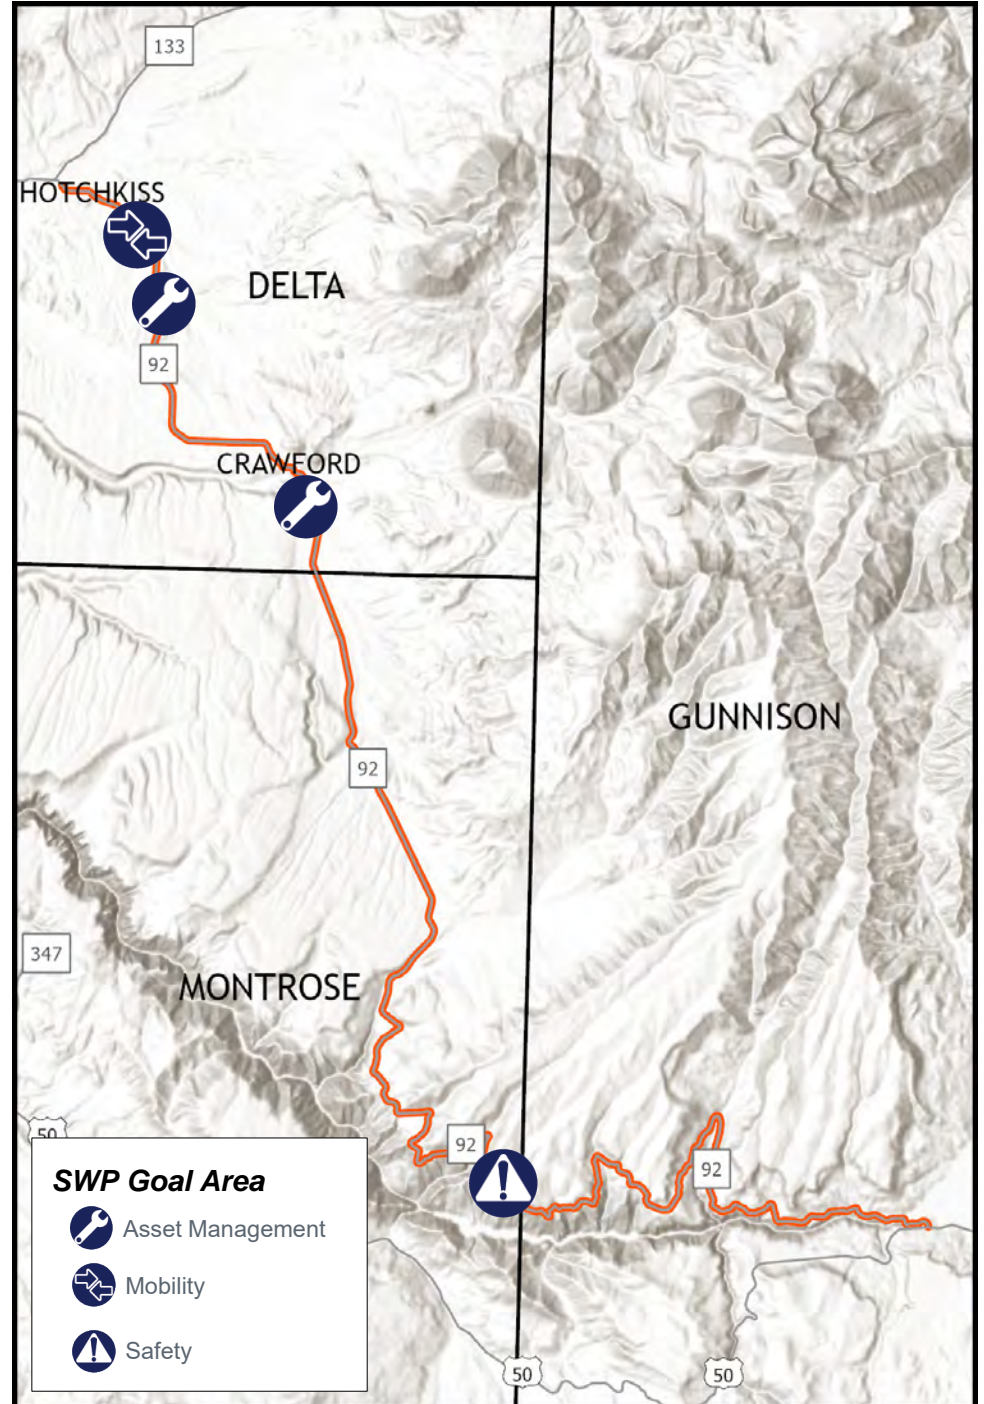 133
HOTCHKISS
DELTA
92
CRAWFORD
GUNNISON
92
347
MONTROSE
50
92
92
SWP Goal Area
Asset Management
Mobility
Safety
50
50